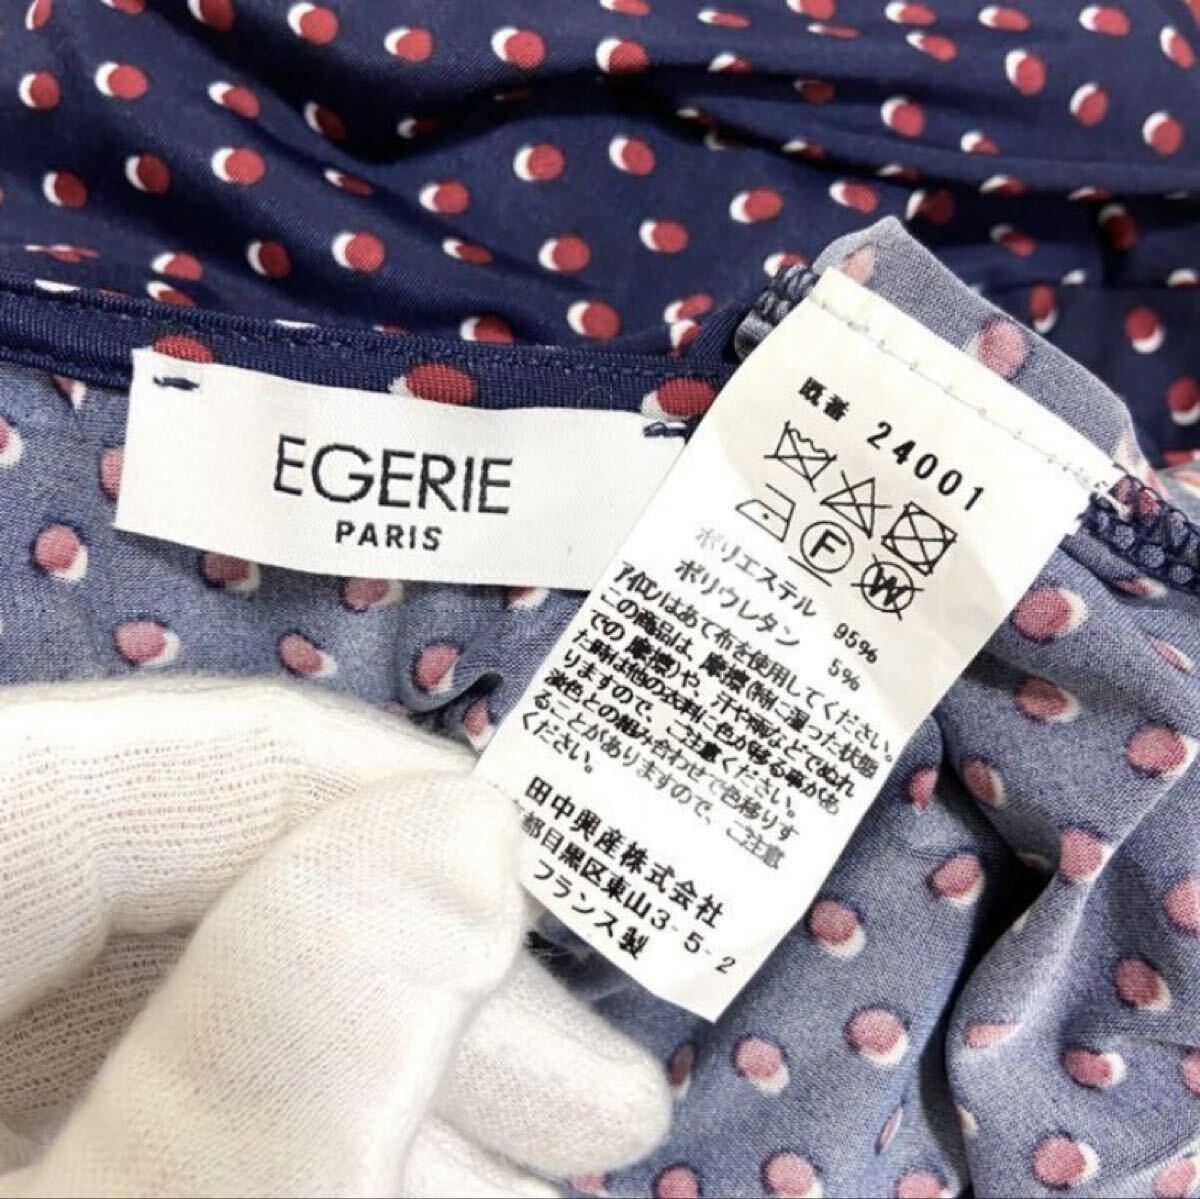 EGERIE
PARIS
既番 24001
F
W
ポリエステル 95%
ポリウレタン 5%
アイロンはあて布を使用してください。
この商品は、摩擦(特に湿った状態
での摩擦)や、汗や雨などでぬれ
た時は他の衣料に色が移る事があ
りますので、ご注意ください。
淡色との組み合わせで色移りす
ることがありますので、ご注意
ください。
田中興産株式会社
都目黒区東山3-5-2
フランス製